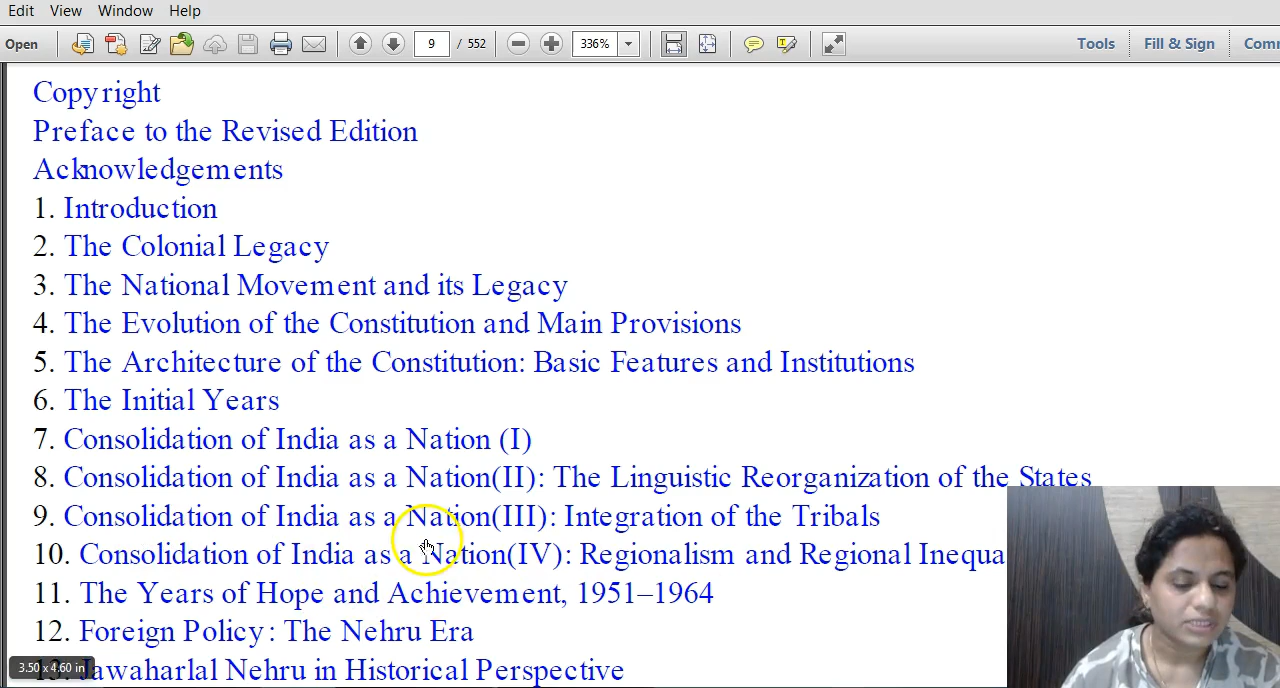 Edit View Window Help
Open 9 / 552 336% Tools Fill & Sign Comm
Copyright
Preface to the Revised Edition
Acknowledgements
1. Introduction
2. The Colonial Legacy
3. The National Movement and its Legacy
4. The Evolution of the Constitution and Main Provisions
5. The Architecture of the Constitution: Basic Features and Institutions
6. The Initial Years
7. Consolidation of India as a Nation (I)
8. Consolidation of India as a Nation(II): The Linguistic Reorganization of the States
9. Consolidation of India as a Nation(III): Integration of the Tribals
10. Consolidation of India as a Nation(IV): Regionalism and Regional Inequa
11. The Years of Hope and Achievement, 1951–1964
12. Foreign Policy: The Nehru Era
13. Jawaharlal Nehru in Historical Perspective
3.50 x 4.60 in